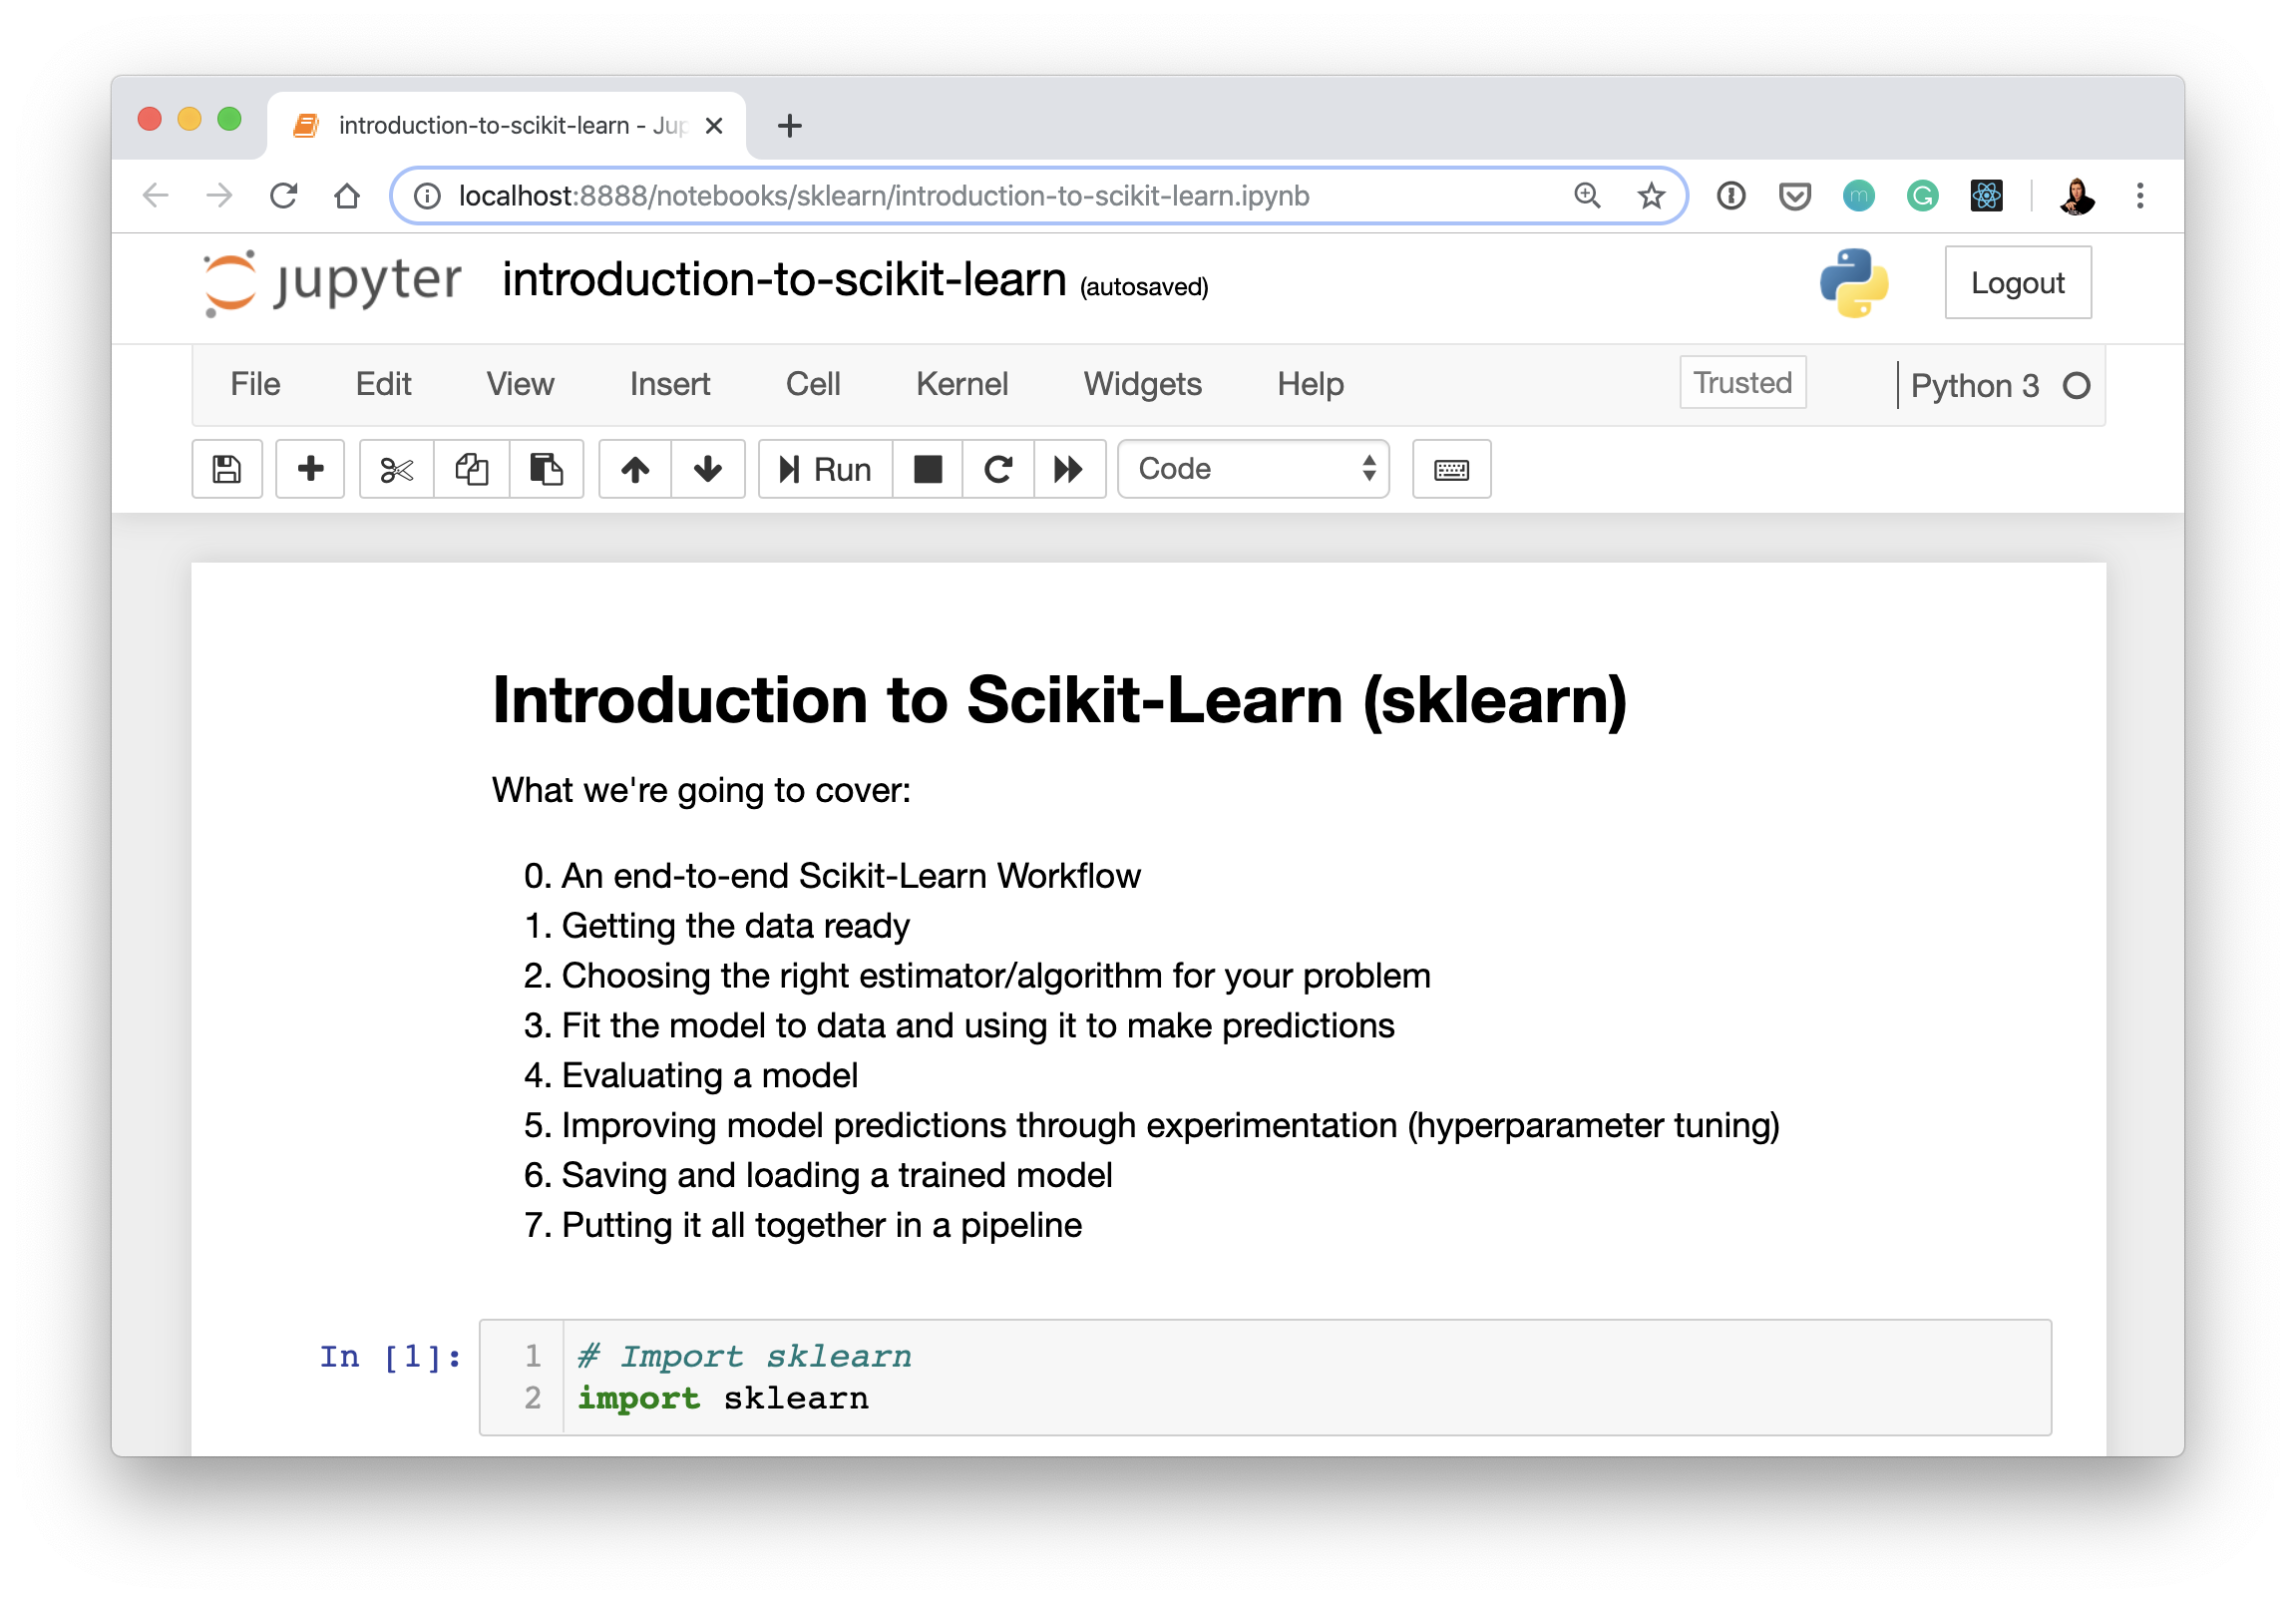 introduction-to-scikit-learn - Jup
localhost:8888/notebooks/sklearn/introduction-to-scikit-learn.ipynb
jupyter introduction-to-scikit-learn (autosaved) Logout
File Edit View Insert Cell Kernel Widgets Help Trusted Python 3
Run Code
Introduction to Scikit-Learn (sklearn)
What we're going to cover:
0. An end-to-end Scikit-Learn Workflow
1. Getting the data ready
2. Choosing the right estimator/algorithm for your problem
3. Fit the model to data and using it to make predictions
4. Evaluating a model
5. Improving model predictions through experimentation (hyperparameter tuning)
6. Saving and loading a trained model
7. Putting it all together in a pipeline
In [1]: 1 # Import sklearn
2 import sklearn